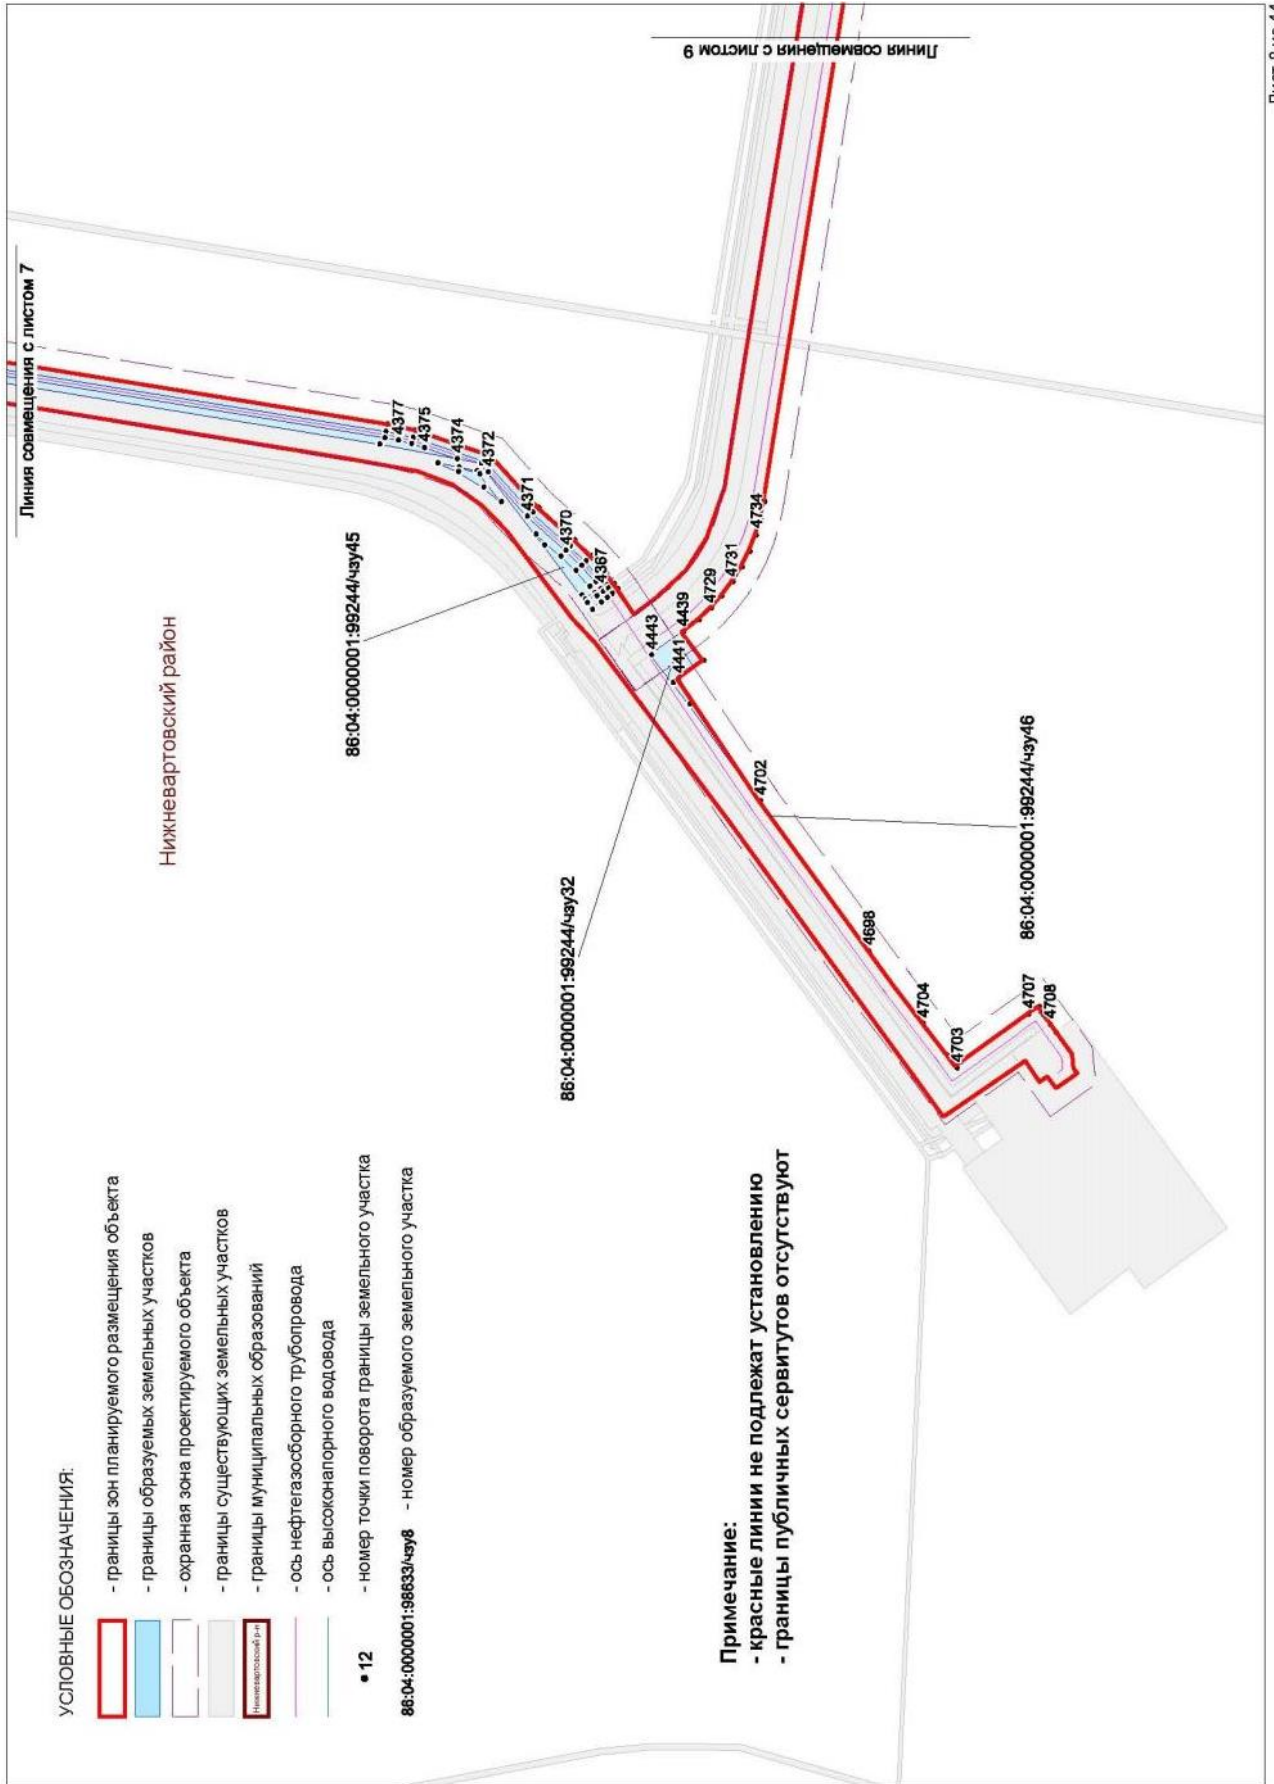 Линия совмещения с листом 7
Линия совмещения с листом 9
Нижневартовский район
86:04:0000001:99244/чзу45
86:04:0000001:99244/чзу32
86:04:0000001:99244/чзу46
4377
4375
4374
4372
4371
4370
4367
4443
4441
4439
4729
4731
4734
4702
4698
4704
4703
4707
4708
УСЛОВНЫЕ ОБОЗНАЧЕНИЯ:
- границы зон планируемого размещения объекта
- границы образуемых земельных участков
- охранная зона проектируемого объекта
- границы существующих земельных участков
Нижневартовский р-н - границы муниципальных образований
- ось нефтегазосборного трубопровода
- ось высоконапорного водовода
•12 - номер точки поворота границы земельного участка
86:04:0000001:98633/чзу8 - номер образуемого земельного участка
Примечание:
- красные линии не подлежат установлению
- границы публичных сервитутов отсутствуют